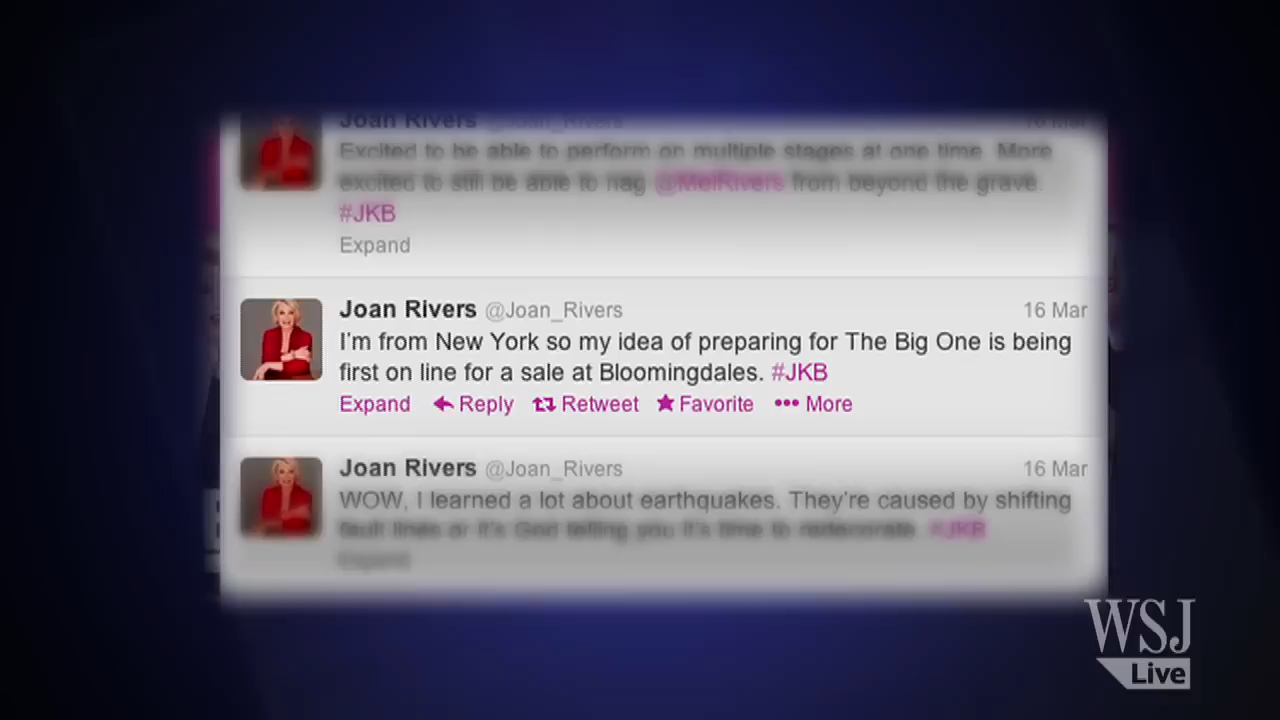 Joan Rivers @Joan_Rivers 16 Mar
Excited to be able to perform on multiple stages at one time. More
excited to still be able to nag @MelRivers from beyond the grave.
#JKB
Expand
Joan Rivers @Joan_Rivers 16 Mar
I'm from New York so my idea of preparing for The Big One is being
first on line for a sale at Bloomingdales. #JKB
Expand Reply Retweet Favorite More
Joan Rivers @Joan_Rivers 16 Mar
WOW, I learned a lot about earthquakes. They're caused by shifting
fault lines or it's God telling you it's time to redecorate. #JKB
Expand
WSJ
Live